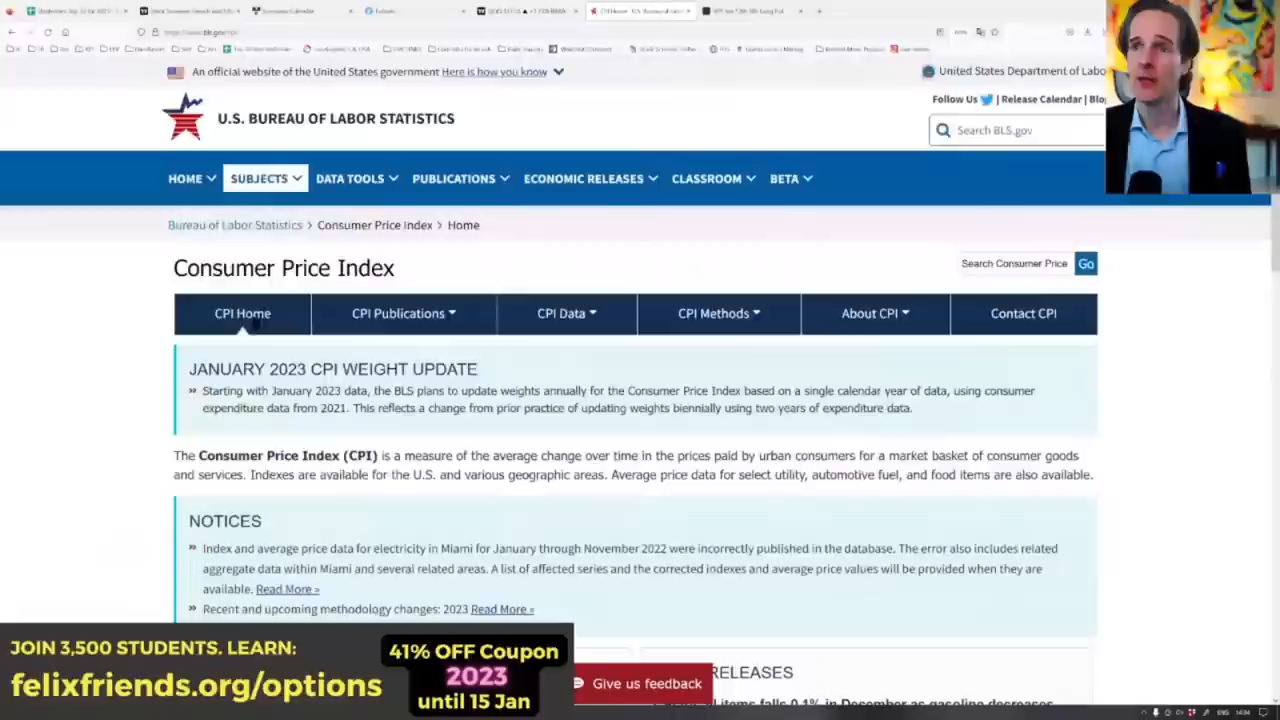 An official website of the United States government Here is how you know
United States Department of Labo
Follow Us | Release Calendar | Blo
U.S. BUREAU OF LABOR STATISTICS
Search BLS.gov
HOME SUBJECTS DATA TOOLS PUBLICATIONS ECONOMIC RELEASES CLASSROOM BETA
Bureau of Labor Statistics > Consumer Price Index > Home
Consumer Price Index
Search Consumer Price Go
CPI Home CPI Publications CPI Data CPI Methods About CPI Contact CPI
JANUARY 2023 CPI WEIGHT UPDATE
» Starting with January 2023 data, the BLS plans to update weights annually for the Consumer Price Index based on a single calendar year of data, using consumer
expenditure data from 2021. This reflects a change from prior practice of updating weights biennially using two years of expenditure data.
The Consumer Price Index (CPI) is a measure of the average change over time in the prices paid by urban consumers for a market basket of consumer goods
and services. Indexes are available for the U.S. and various geographic areas. Average price data for select utility, automotive fuel, and food items are also available.
NOTICES
» Index and average price data for electricity in Miami for January through November 2022 were incorrectly published in the database. The error also includes related
aggregate data within Miami and several related areas. A list of affected series and the corrected indexes and average price values will be provided when they are
available. Read More »
» Recent and upcoming methodology changes: 2023 Read More »
JOIN 3,500 STUDENTS. LEARN:
felixfriends.org/options
41% OFF Coupon
2023
until 15 Jan
Give us feedback
RELEASES
items falls 0.1% in December as gasoline decreases
ENG 14:34